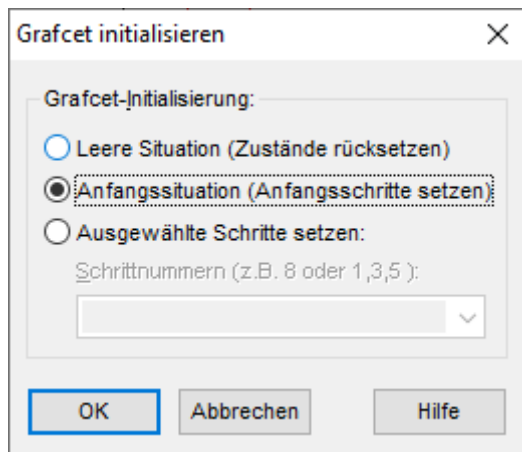 Grafcet initialisieren
Grafcet-Initialisierung:
Leere Situation (Zustände rücksetzen)
Anfangssituation (Anfangsschritte setzen)
Ausgewählte Schritte setzen:
Schrittnummern (z.B. 8 oder 1,3,5 ):
OK Abbrechen Hilfe